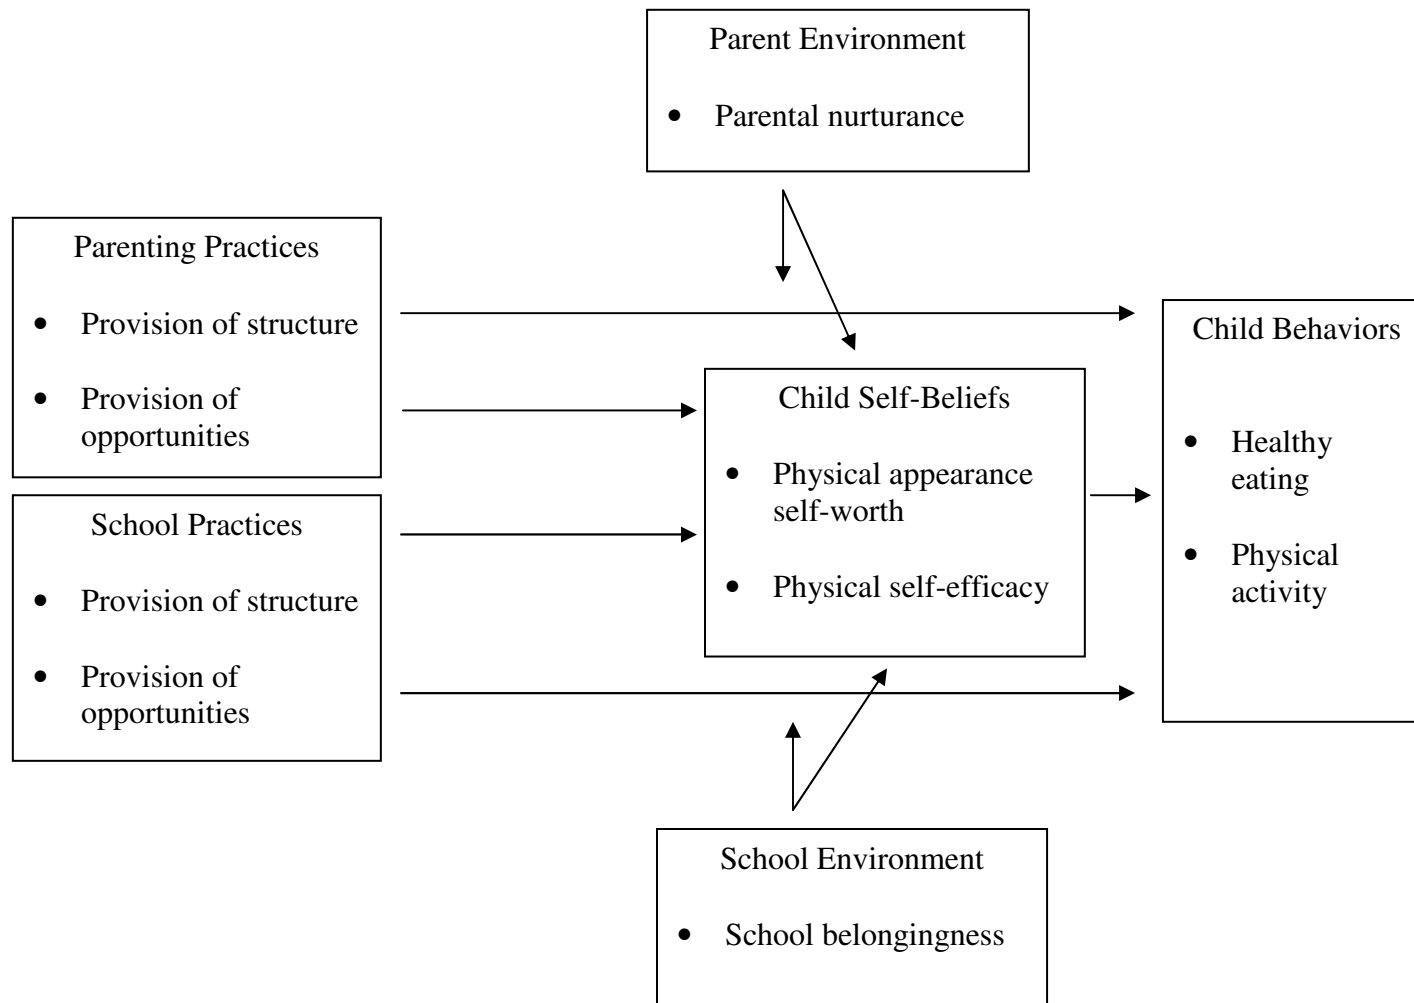 Parent Environment
• Parental nurturance
Parenting Practices
• Provision of structure
• Provision of
opportunities
School Practices
• Provision of structure
• Provision of
opportunities
Child Self-Beliefs
• Physical appearance
self-worth
• Physical self-efficacy
Child Behaviors
• Healthy
eating
• Physical
activity
School Environment
• School belongingness